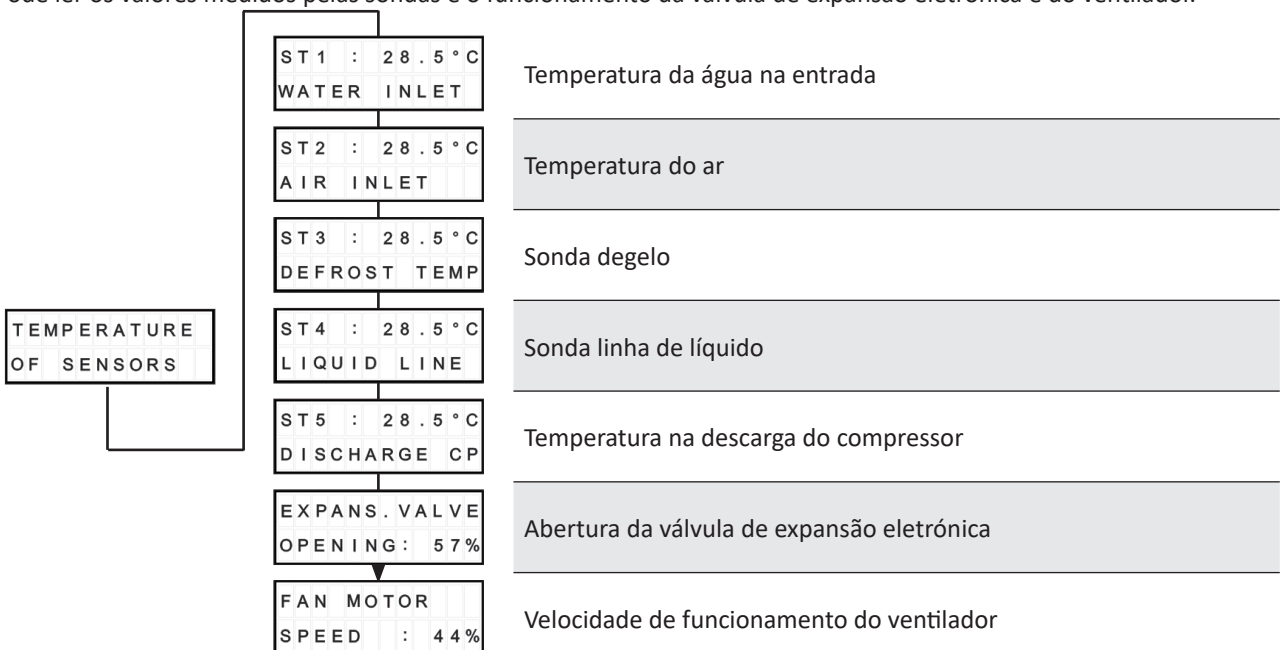 ode ler os valores medidos pelas sondas e o funcionamento da válvula de expansão eletrónica e do ventilador.
ST1 : 28.5°C
WATER INLET
Temperatura da água na entrada
ST2 : 28.5°C
AIR INLET
Temperatura do ar
ST3 : 28.5°C
DEFROST TEMP
Sonda degelo
TEMPERATURE
OF SENSORS
ST4 : 28.5°C
LIQUID LINE
Sonda linha de líquido
ST5 : 28.5°C
DISCHARGE CP
Temperatura na descarga do compressor
EXPANS.VALVE
OPENING: 57%
Abertura da válvula de expansão eletrónica
FAN MOTOR
SPEED : 44%
Velocidade de funcionamento do ventilador